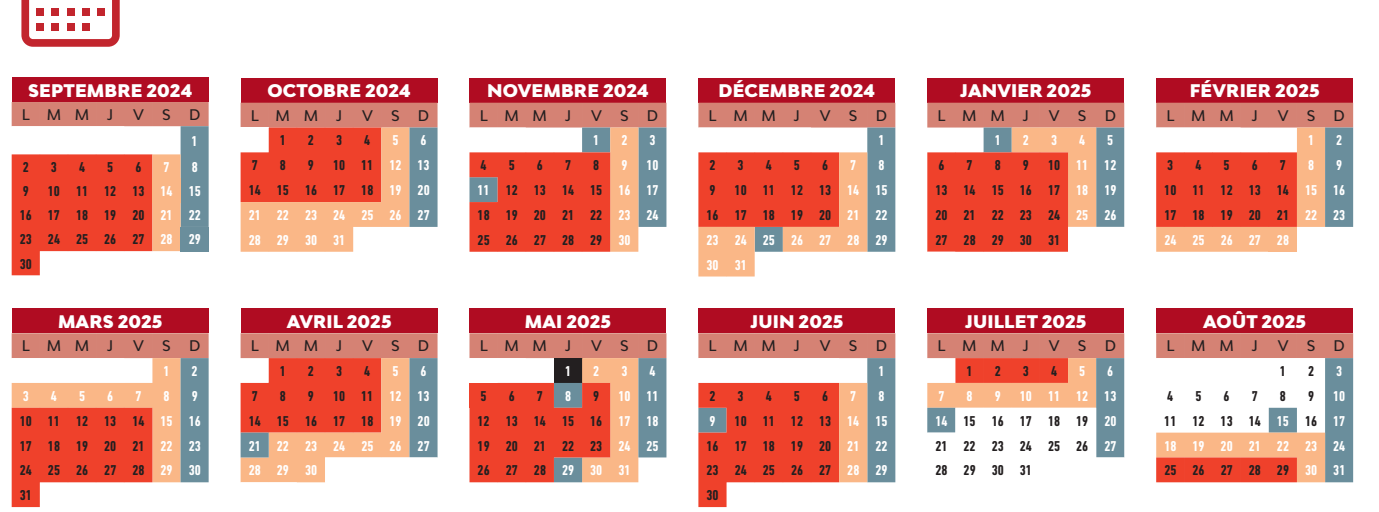 SEPTEMBRE 2024
L M M J V S D
1
2 3 4 5 6 7 8
9 10 11 12 13 14 15
16 17 18 19 20 21 22
23 24 25 26 27 28 29
30
OCTOBRE 2024
L M M J V S D
1 2 3 4 5 6
7 8 9 10 11 12 13
14 15 16 17 18 19 20
21 22 23 24 25 26 27
28 29 30 31
NOVEMBRE 2024
L M M J V S D
1 2 3
4 5 6 7 8 9 10
11 12 13 14 15 16 17
18 19 20 21 22 23 24
25 26 27 28 29 30
DÉCEMBRE 2024
L M M J V S D
1
2 3 4 5 6 7 8
9 10 11 12 13 14 15
16 17 18 19 20 21 22
23 24 25 26 27 28 29
30 31
JANVIER 2025
L M M J V S D
1 2 3 4 5
6 7 8 9 10 11 12
13 14 15 16 17 18 19
20 21 22 23 24 25 26
27 28 29 30 31
FÉVRIER 2025
L M M J V S D
1 2
3 4 5 6 7 8 9
10 11 12 13 14 15 16
17 18 19 20 21 22 23
24 25 26 27 28
MARS 2025
L M M J V S D
1 2
3 4 5 6 7 8 9
10 11 12 13 14 15 16
17 18 19 20 21 22 23
24 25 26 27 28 29 30
31
AVRIL 2025
L M M J V S D
1 2 3 4 5 6
7 8 9 10 11 12 13
14 15 16 17 18 19 20
21 22 23 24 25 26 27
28 29 30
MAI 2025
L M M J V S D
1 2 3 4
5 6 7 8 9 10 11
12 13 14 15 16 17 18
19 20 21 22 23 24 25
26 27 28 29 30 31
JUIN 2025
L M M J V S D
1
2 3 4 5 6 7 8
9 10 11 12 13 14 15
16 17 18 19 20 21 22
23 24 25 26 27 28 29
30
JUILLET 2025
L M M J V S D
1 2 3 4 5 6
7 8 9 10 11 12 13
14 15 16 17 18 19 20
21 22 23 24 25 26 27
28 29 30 31
AOÛT 2025
L M M J V S D
1 2 3
4 5 6 7 8 9 10
11 12 13 14 15 16 17
18 19 20 21 22 23 24
25 26 27 28 29 30 31